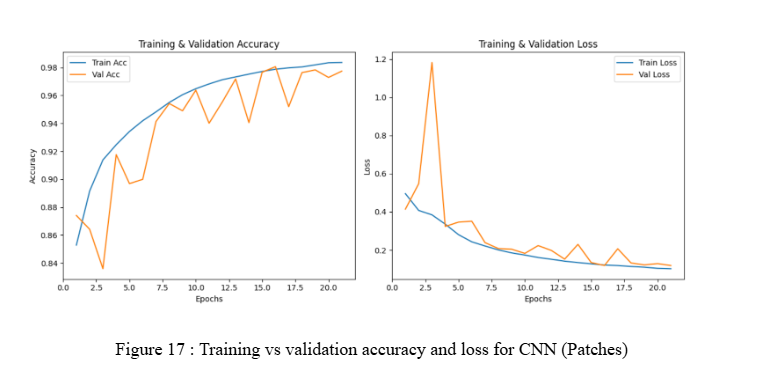 Training & Validation Accuracy
Train Acc
Val Acc
Accuracy
0.98
0.96
0.94
0.92
0.90
0.88
0.86
0.84
0.0 2.5 5.0 7.5 10.0 12.5 15.0 17.5 20.0
Epochs
Training & Validation Loss
Train Loss
Val Loss
Loss
1.2
1.0
0.8
0.6
0.4
0.2
0.0 2.5 5.0 7.5 10.0 12.5 15.0 17.5 20.0
Epochs
Figure 17 : Training vs validation accuracy and loss for CNN (Patches)